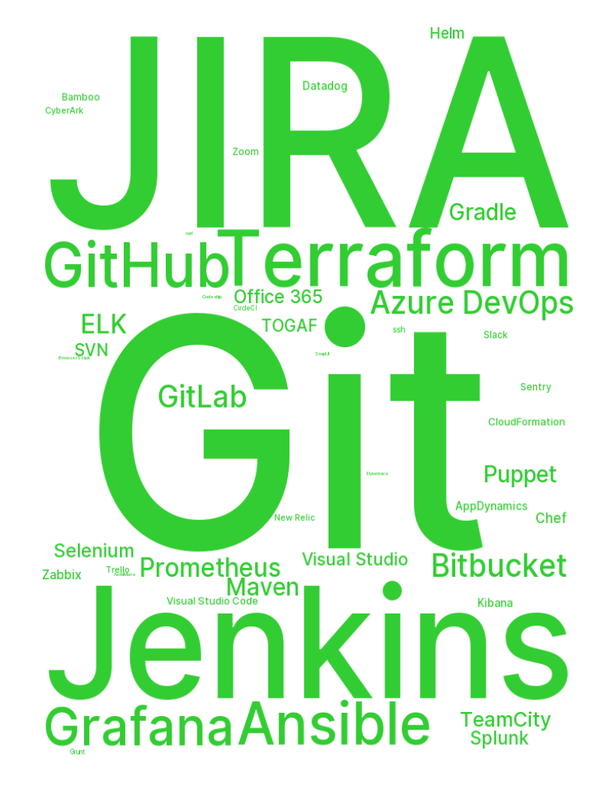 Helm
JIRA
Datadog
Bamboo
CyberArk
Zoom
Gradle
GitHub
Terraform
Office 365
Azure DevOps
CircleCI
ELK
TOGAF
ssh
Slack
SVN
SoapUI
Git
Sentry
GitLab
CloudFormation
Dynatrace
Puppet
AppDynamics
New Relic
Chef
Selenium
Visual Studio
Bitbucket
Prometheus
Zabbix
Trello
Maven
Visual Studio Code
Kibana
Jenkins
Grafana
Ansible
TeamCity
Splunk
Grunt